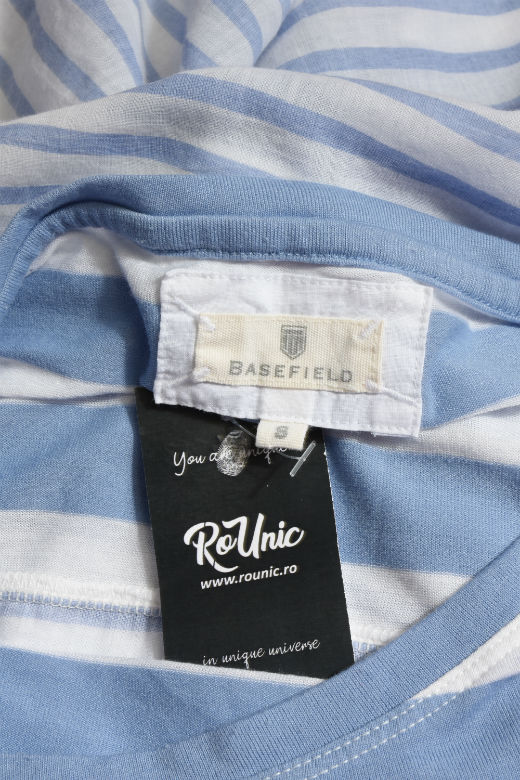 BASEFIELD
S
You are unique
RoUnic
www.rounic.ro
in unique universe